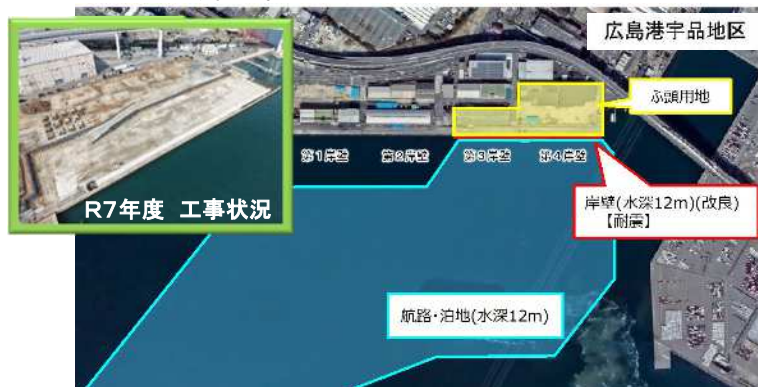 広島港宇品地区
ふ頭用地
第1岸壁
第2岸壁
第3岸壁
第4岸壁
R7年度 工事状況
岸壁(水深12m)(改良)
【耐震】
航路・泊地(水深12m)